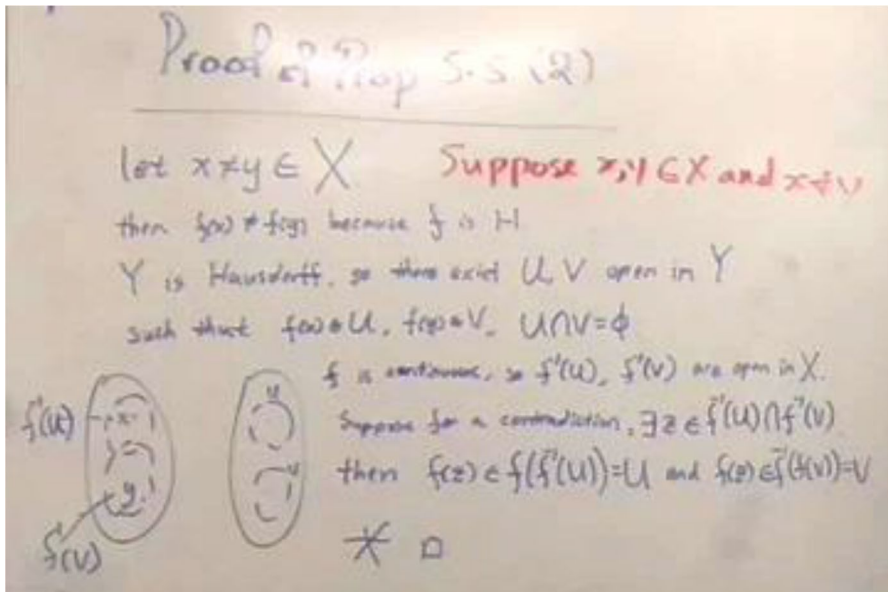 Proof of Prop 5.5 (2)
let x≠y ∈ X Suppose x,y ∈ X and x≠y
then f(x) ≠ f(y) because f is 1-1
Y is Hausdorff, so there exist U, V open in Y
such that f(x)∈U, f(y)∈V, U∩V=ϕ
f is continuous, so f⁻¹(U), f⁻¹(V) are open in X.
Suppose for a contradiction, ∃z ∈ f⁻¹(U)∩f⁻¹(V)
then f(z) ∈ f(f⁻¹(U))=U and f(z)∈f⁻¹(f(V))=V
f⁻¹(U)
x
y
U
V
f⁻¹(V)